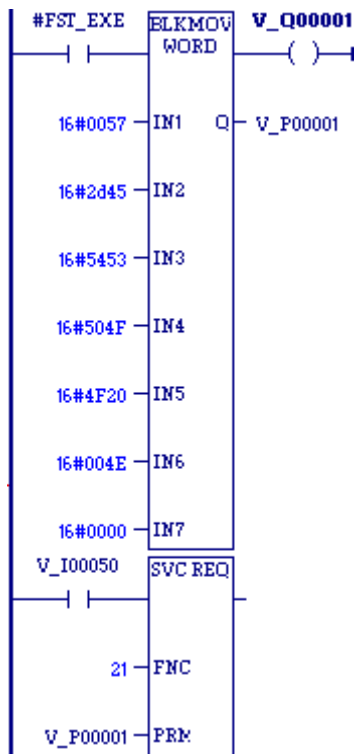 #FST_EXE BLKMOV V_Q00001
WORD
16#0057 IN1 Q V_P00001
16#2d45 IN2
16#5453 IN3
16#504F IN4
16#4F20 IN5
16#004E IN6
16#0000 IN7
V_I00050 SVC REQ
21 FNC
V_P00001 PRM